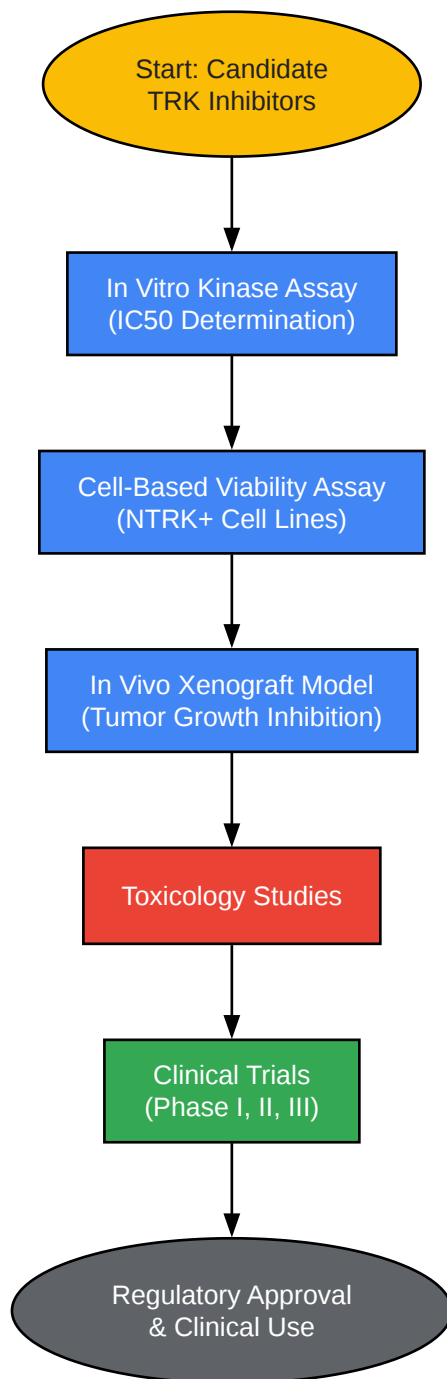 Start: Candidate
TRK Inhibitors
In Vitro Kinase Assay
(IC50 Determination)
Cell-Based Viability Assay
(NTRK+ Cell Lines)
In Vivo Xenograft Model
(Tumor Growth Inhibition)
Toxicology Studies
Clinical Trials
(Phase I, II, III)
Regulatory Approval
& Clinical Use